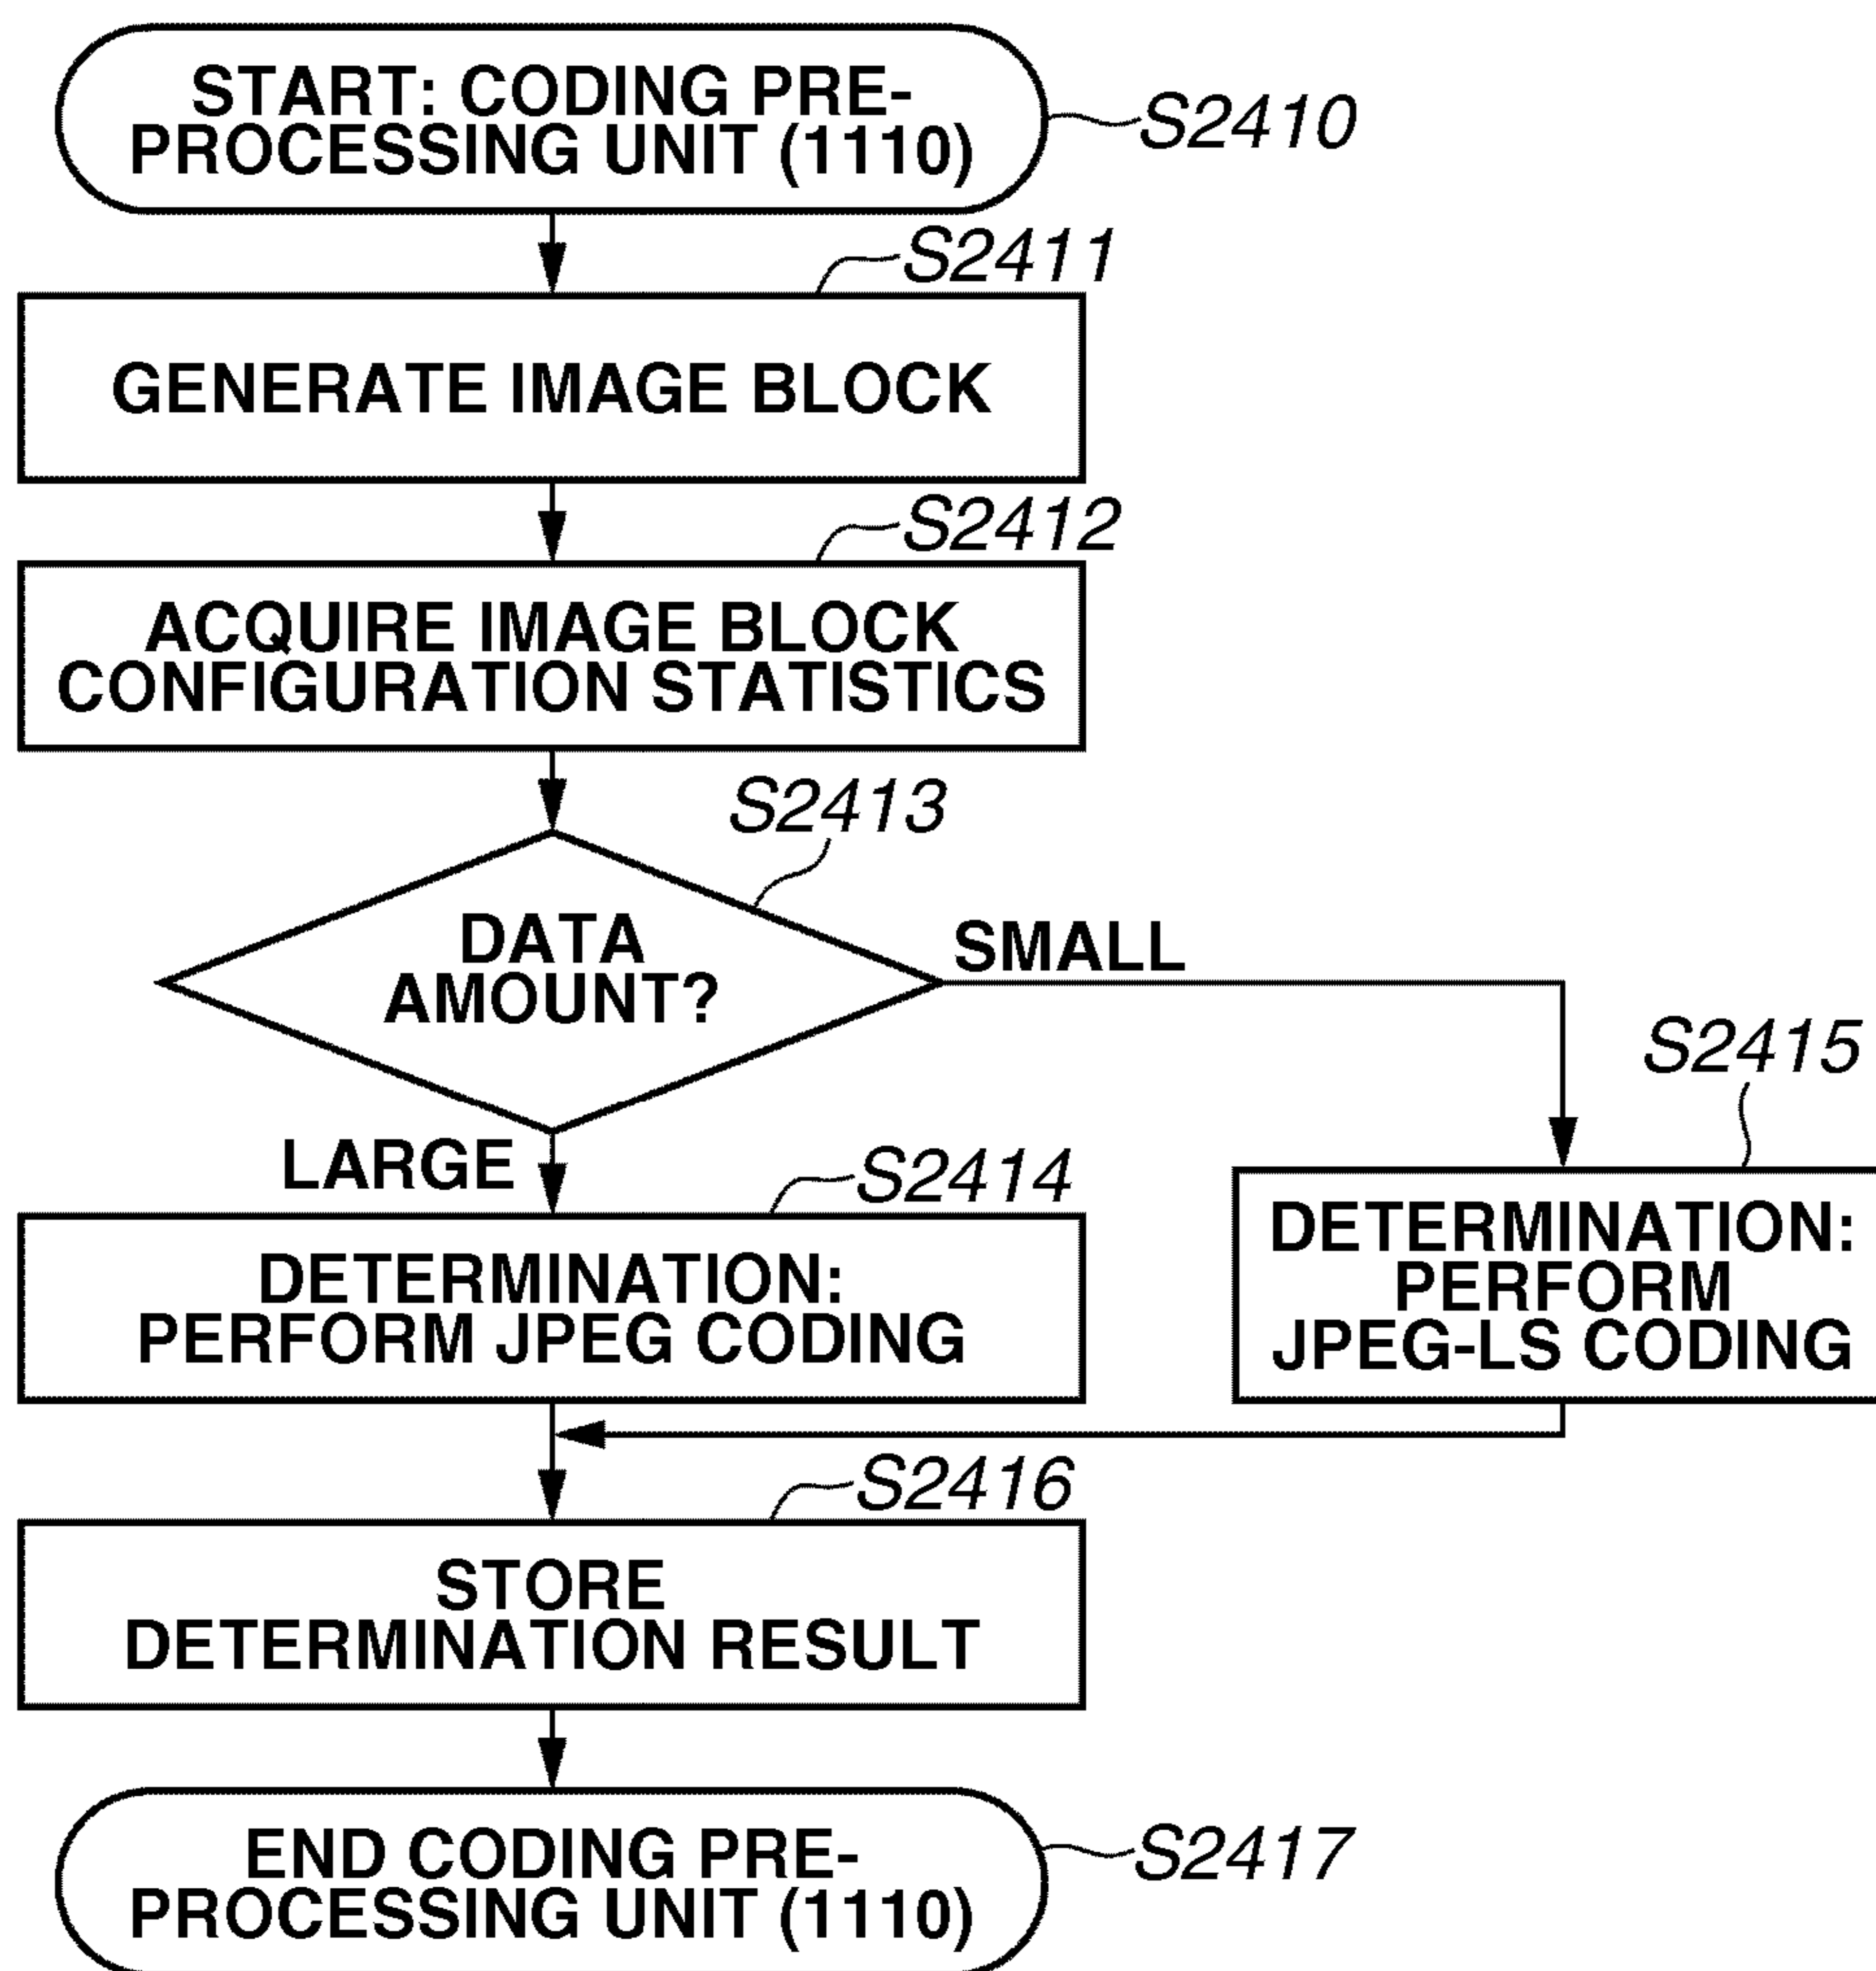 START: CODING PRE-
PROCESSING UNIT (1110)
S2410
S2411
GENERATE IMAGE BLOCK
S2412
ACQUIRE IMAGE BLOCK
CONFIGURATION STATISTICS
S2413
DATA
AMOUNT?
SMALL
LARGE
S2414
DETERMINATION:
PERFORM JPEG CODING
S2415
DETERMINATION:
PERFORM
JPEG-LS CODING
S2416
STORE
DETERMINATION RESULT
END CODING PRE-
PROCESSING UNIT (1110)
S2417